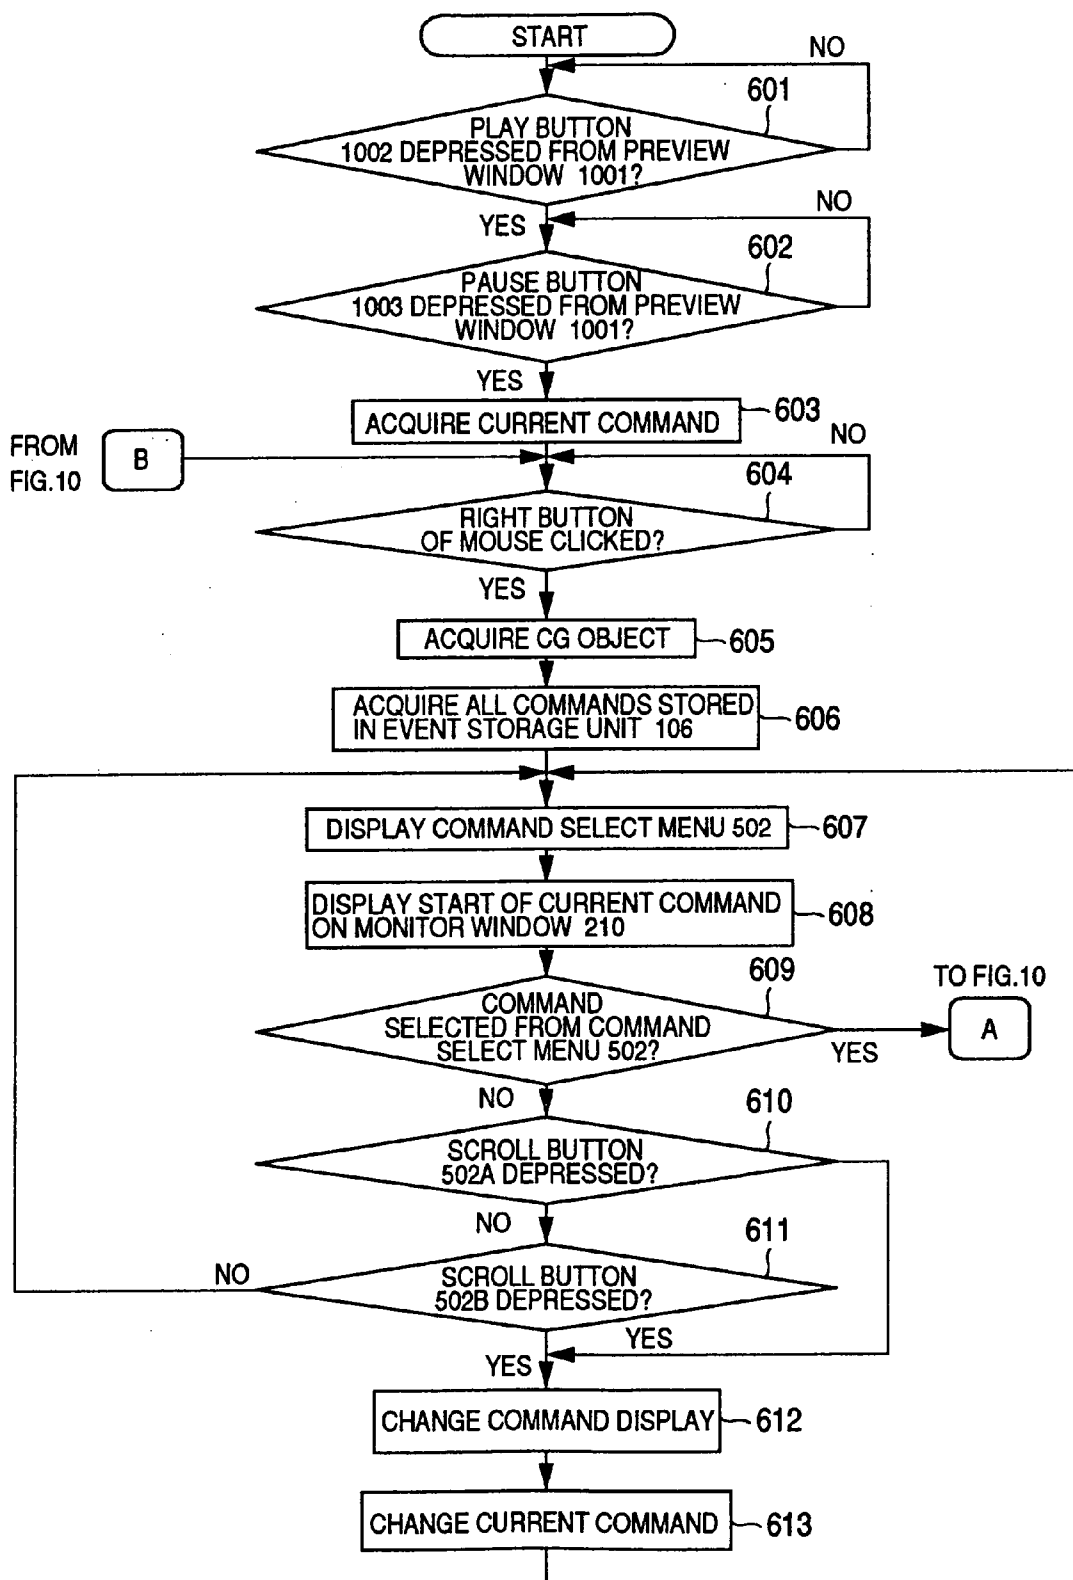 START
NO
601
PLAY BUTTON
1002 DEPRESSED FROM PREVIEW
WINDOW 1001?
YES
NO
602
PAUSE BUTTON
1003 DEPRESSED FROM PREVIEW
WINDOW 1001?
YES
ACQUIRE CURRENT COMMAND
603
FROM
FIG.10
B
NO
604
RIGHT BUTTON
OF MOUSE CLICKED?
YES
ACQUIRE CG OBJECT
605
ACQUIRE ALL COMMANDS STORED
IN EVENT STORAGE UNIT 106
606
DISPLAY COMMAND SELECT MENU 502
607
DISPLAY START OF CURRENT COMMAND
ON MONITOR WINDOW 210
608
609
COMMAND
SELECTED FROM COMMAND
SELECT MENU 502?
YES
TO FIG.10
A
NO
610
SCROLL BUTTON
502A DEPRESSED?
NO
611
SCROLL BUTTON
502B DEPRESSED?
NO
YES
YES
CHANGE COMMAND DISPLAY
612
CHANGE CURRENT COMMAND
613